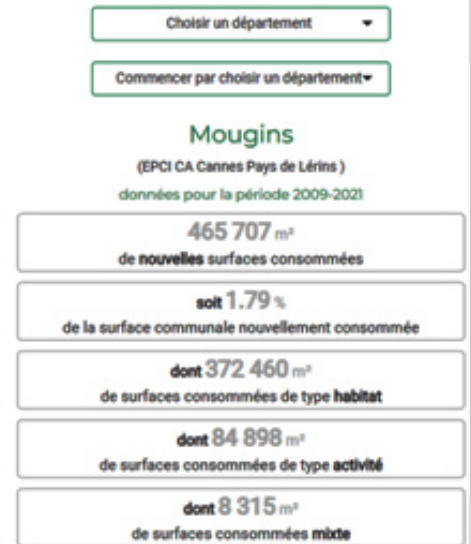 Choisir un département
Commencer par choisir un département
Mougins
(EPCI CA Cannes Pays de Lérins )
données pour la période 2009-2021
465 707 m²
de nouvelles surfaces consommées
soit 1.79 %
de la surface communale nouvellement consommée
dont 372 460 m²
de surfaces consommées de type habitat
dont 84 898 m²
de surfaces consommées de type activité
dont 8 315 m²
de surfaces consommées mixte